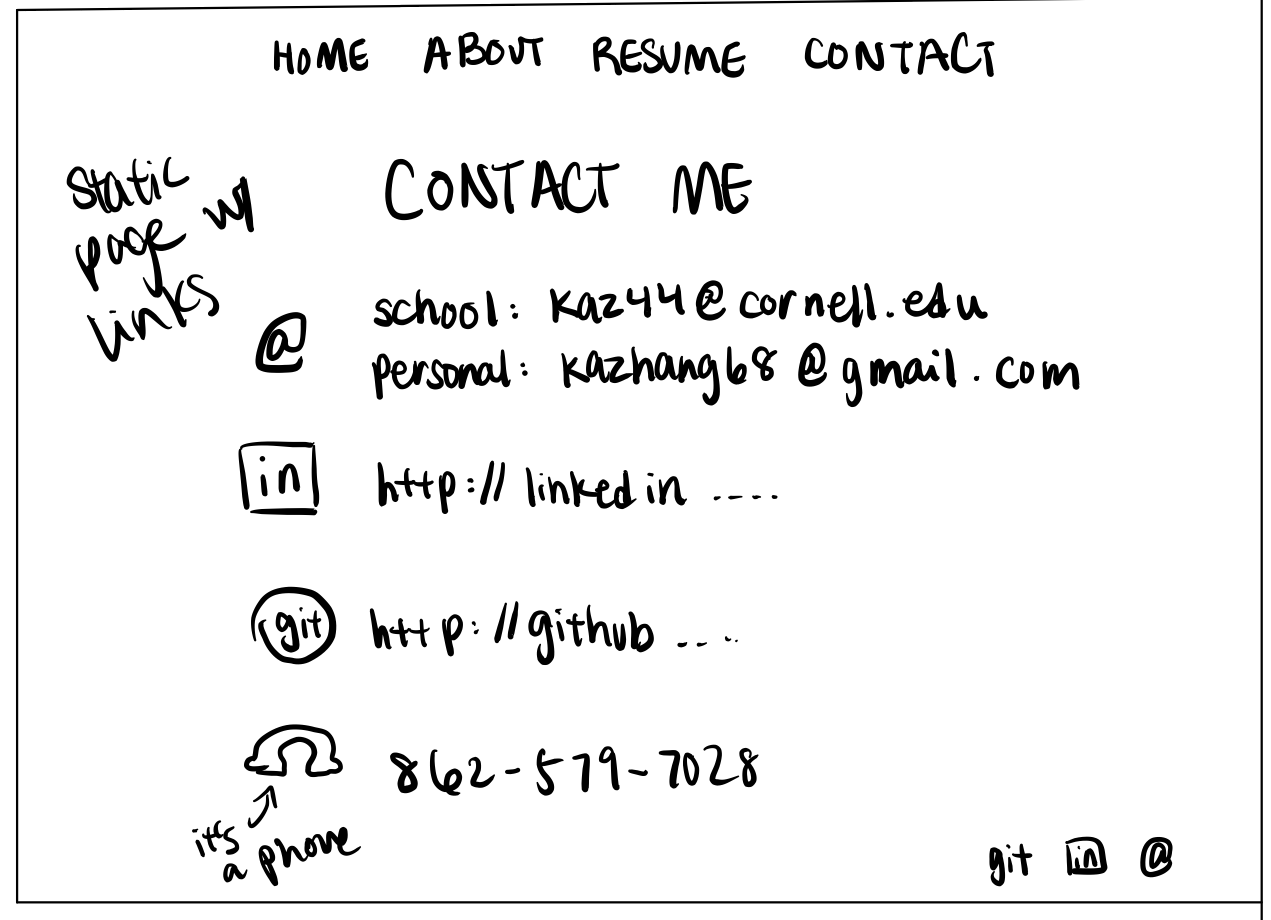 HOME ABOUT RESUME CONTACT
static
page w/
links
CONTACT ME
@ school: kaz44@cornell.edu
personal: kazhang68@gmail.com
in http://linkedin ....
git http://github ....
862-579-7028
it's
a phone
git in @